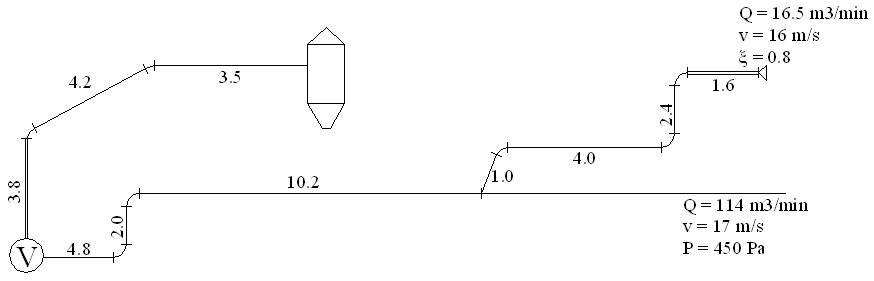 Q = 16.5 m3/min
v = 16 m/s
ξ = 0.8
4.2
3.5
1.6
2.4
4.0
1.0
3.8
10.2
2.0
4.8
V
Q = 114 m3/min
v = 17 m/s
P = 450 Pa